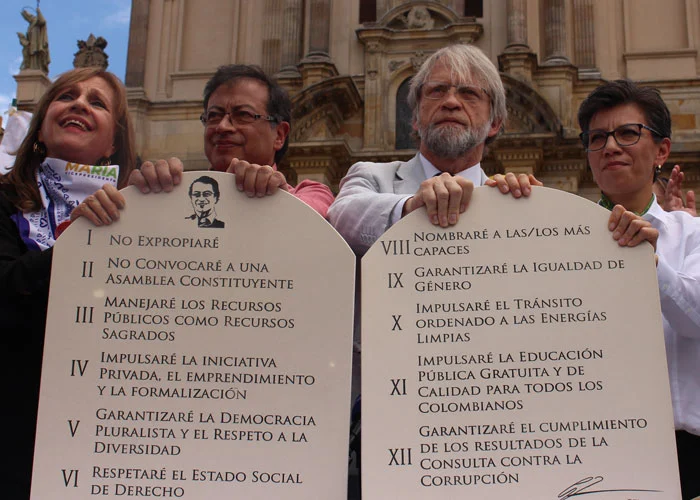 MARÍA
I NO EXPROPIARÉ
II NO CONVOCARÉ A UNA
ASAMBLEA CONSTITUYENTE
III MANEJARÉ LOS RECURSOS
PÚBLICOS COMO RECURSOS
SAGRADOS
IV IMPULSARÉ LA INICIATIVA
PRIVADA, EL EMPRENDIMIENTO
Y LA FORMALIZACIÓN
V GARANTIZARÉ LA DEMOCRACIA
PLURALISTA Y EL RESPETO A LA
DIVERSIDAD
VI RESPETARÉ EL ESTADO SOCIAL
DE DERECHO
VIII NOMBRARÉ A LAS/LOS MÁS
CAPACES
IX GARANTIZARÉ LA IGUALDAD DE
GÉNERO
X IMPULSARÉ EL TRÁNSITO
ORDENADO A LAS ENERGÍAS
LIMPIAS
XI IMPULSARÉ LA EDUCACIÓN
PÚBLICA GRATUITA Y DE
CALIDAD PARA TODOS LOS
COLOMBIANOS
XII GARANTIZARÉ EL CUMPLIMIENTO
DE LOS RESULTADOS DE LA
CONSULTA CONTRA LA
CORRUPCIÓN